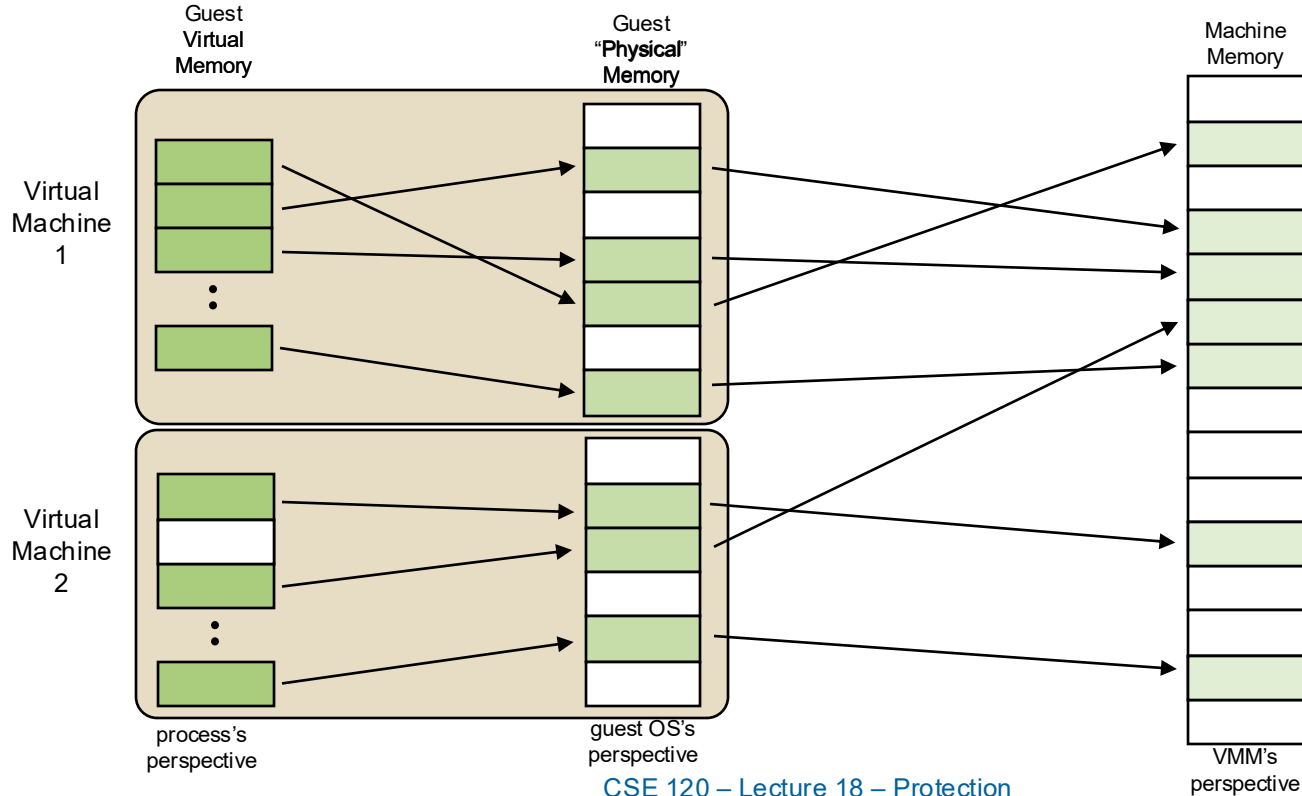 Guest
Virtual
Memory
Guest
“Physical”
Memory
Machine
Memory
Virtual
Machine
1
Virtual
Machine
2
process’s
perspective
guest OS’s
perspective
VMM’s
perspective
CSE 120 – Lecture 18 – Protection